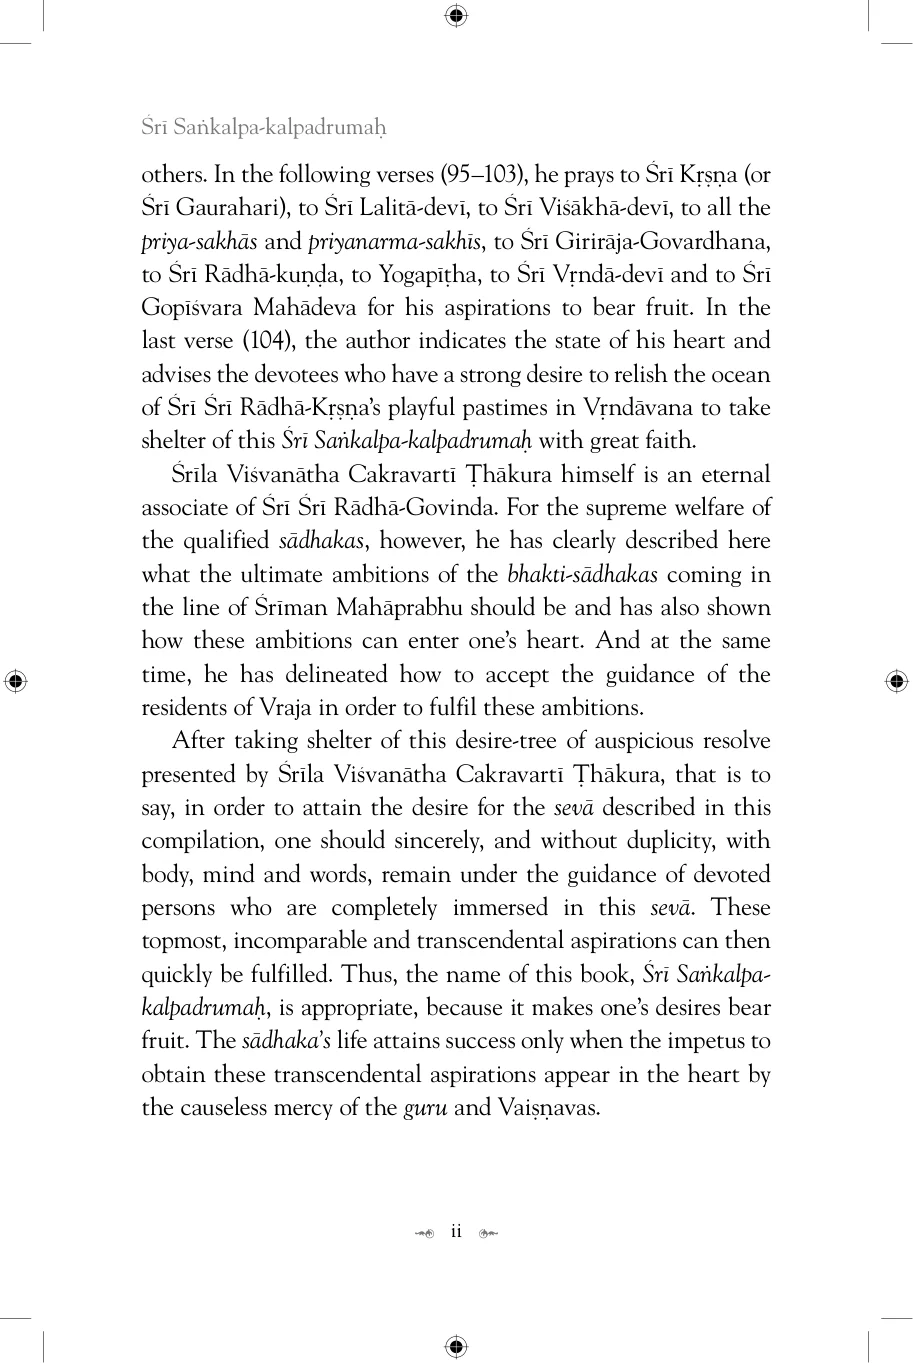 Śrī Saṅkalpa-kalpadrumaḥ
others. In the following verses (95–103), he prays to Śrī Kṛṣṇa (or
Śrī Gaurahari), to Śrī Lalitā-devī, to Śrī Viśākhā-devī, to all the
priya-sakhās and priyanarma-sakhīs, to Śrī Girirāja-Govardhana,
to Śrī Rādhā-kuṇḍa, to Yogapīṭha, to Śrī Vṛndā-devī and to Śrī
Gopīśvara Mahādeva for his aspirations to bear fruit. In the
last verse (104), the author indicates the state of his heart and
advises the devotees who have a strong desire to relish the ocean
of Śrī Śrī Rādhā-Kṛṣṇa’s playful pastimes in Vṛndāvana to take
shelter of this Śrī Saṅkalpa-kalpadrumaḥ with great faith.
Śrīla Viśvanātha Cakravartī Ṭhākura himself is an eternal
associate of Śrī Śrī Rādhā-Govinda. For the supreme welfare of
the qualified sādhakas, however, he has clearly described here
what the ultimate ambitions of the bhakti-sādhakas coming in
the line of Śrīman Mahāprabhu should be and has also shown
how these ambitions can enter one’s heart. And at the same
time, he has delineated how to accept the guidance of the
residents of Vraja in order to fulfil these ambitions.
After taking shelter of this desire-tree of auspicious resolve
presented by Śrīla Viśvanātha Cakravartī Ṭhākura, that is to
say, in order to attain the desire for the sevā described in this
compilation, one should sincerely, and without duplicity, with
body, mind and words, remain under the guidance of devoted
persons who are completely immersed in this sevā. These
topmost, incomparable and transcendental aspirations can then
quickly be fulfilled. Thus, the name of this book, Śrī Saṅkalpa-
kalpadrumaḥ, is appropriate, because it makes one’s desires bear
fruit. The sādhaka’s life attains success only when the impetus to
obtain these transcendental aspirations appear in the heart by
the causeless mercy of the guru and Vaiṣṇavas.
ii